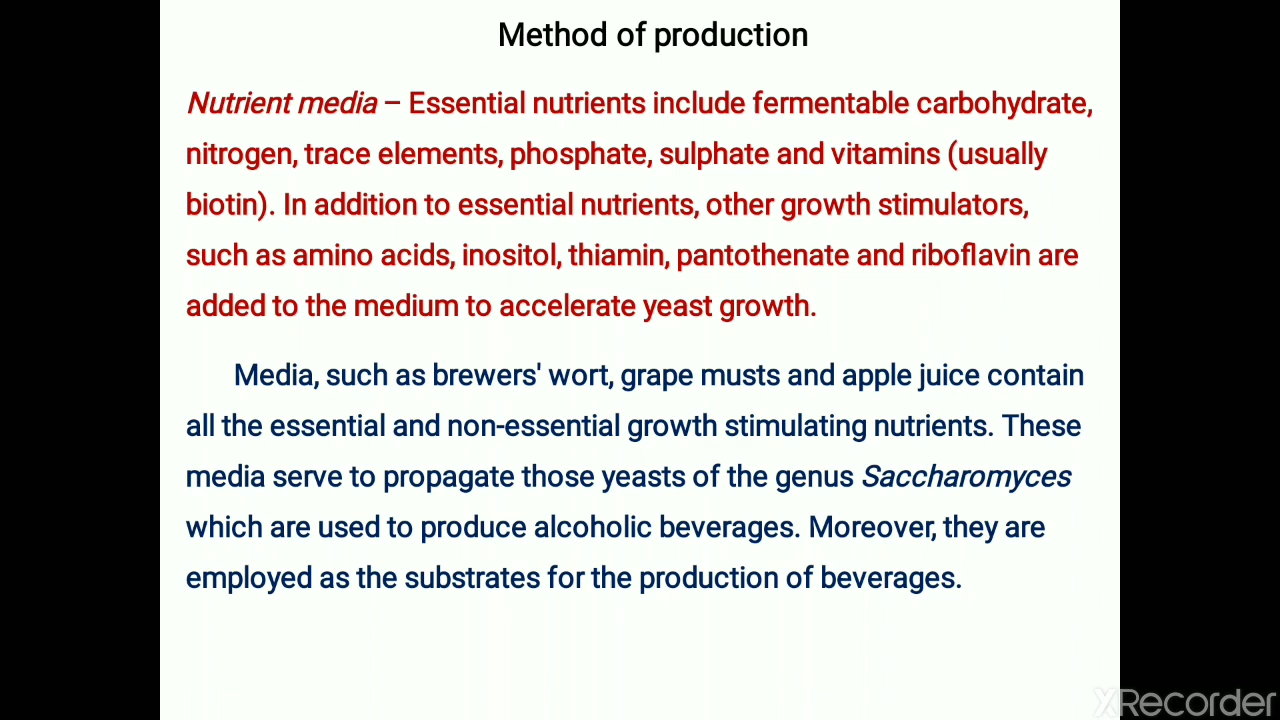 Method of production
Nutrient media – Essential nutrients include fermentable carbohydrate,
nitrogen, trace elements, phosphate, sulphate and vitamins (usually
biotin). In addition to essential nutrients, other growth stimulators,
such as amino acids, inositol, thiamin, pantothenate and riboflavin are
added to the medium to accelerate yeast growth.
Media, such as brewers' wort, grape musts and apple juice contain
all the essential and non-essential growth stimulating nutrients. These
media serve to propagate those yeasts of the genus Saccharomyces
which are used to produce alcoholic beverages. Moreover, they are
employed as the substrates for the production of beverages.
XRecorder